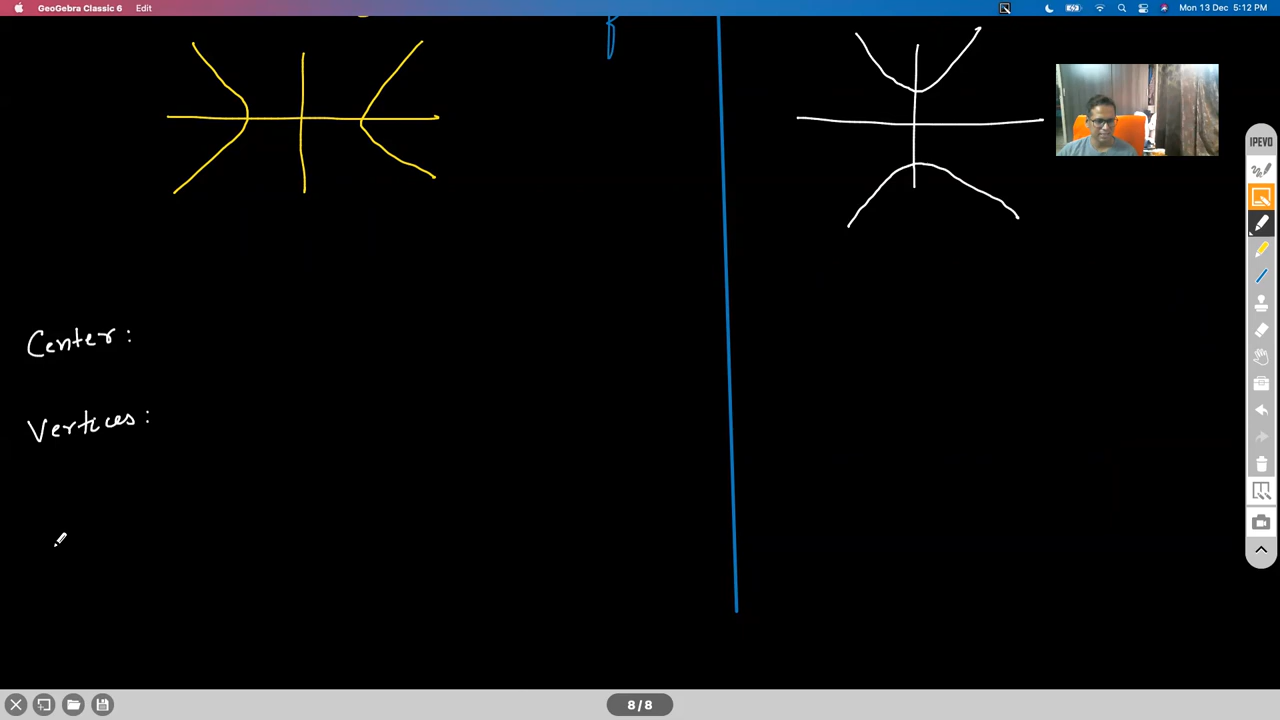 GeoGebra Classic 6 Edit Mon 13 Dec 5:12 PM
IPEVO
Center :
Vertices :
8 / 8